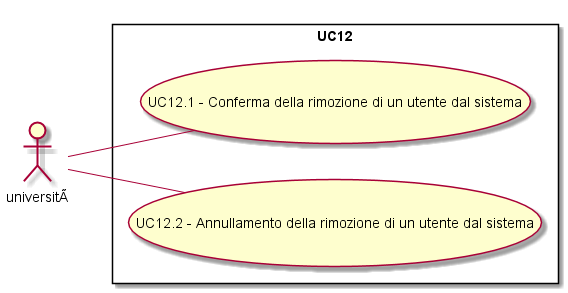 UC12
UC12.1 - Conferma della rimozione di un utente dal sistema
universitÃ
UC12.2 - Annullamento della rimozione di un utente dal sistema